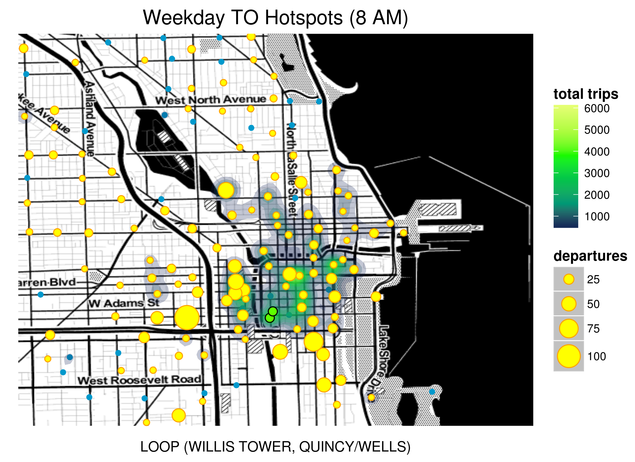 Weekday TO Hotspots (8 AM)
West North Avenue
kee Avenue
Ashland Avenue
North LaSalle Street
arren Blvd
W Adams St
West Roosevelt Road
Lake Shore Dri
LOOP (WILLIS TOWER, QUINCY/WELLS)
total trips
6000
5000
4000
3000
2000
1000
departures
25
50
75
100